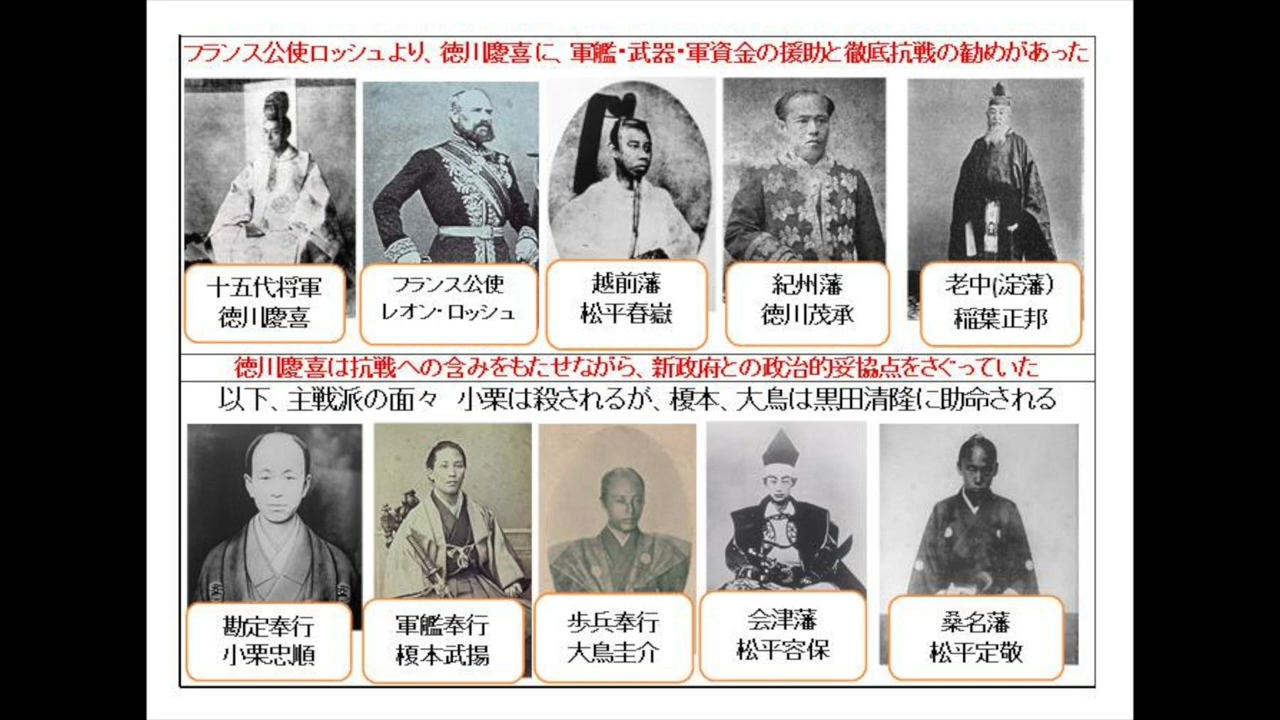 フランス公使ロッシュより、徳川慶喜に、軍艦・武器・軍資金の援助と徹底抗戦の勧めがあった
十五代将軍
徳川慶喜
フランス公使
レオン・ロッシュ
越前藩
松平春嶽
紀州藩
徳川茂承
老中(淀藩）
稲葉正邦
徳川慶喜は抗戦への含みをもたせながら、新政府との政治的妥協点をさぐっていた
以下、主戦派の面々　小栗は殺されるが、榎本、大鳥は黒田清隆に助命される
勘定奉行
小栗忠順
軍艦奉行
榎本武揚
歩兵奉行
大鳥圭介
会津藩
松平容保
桑名藩
松平定敬